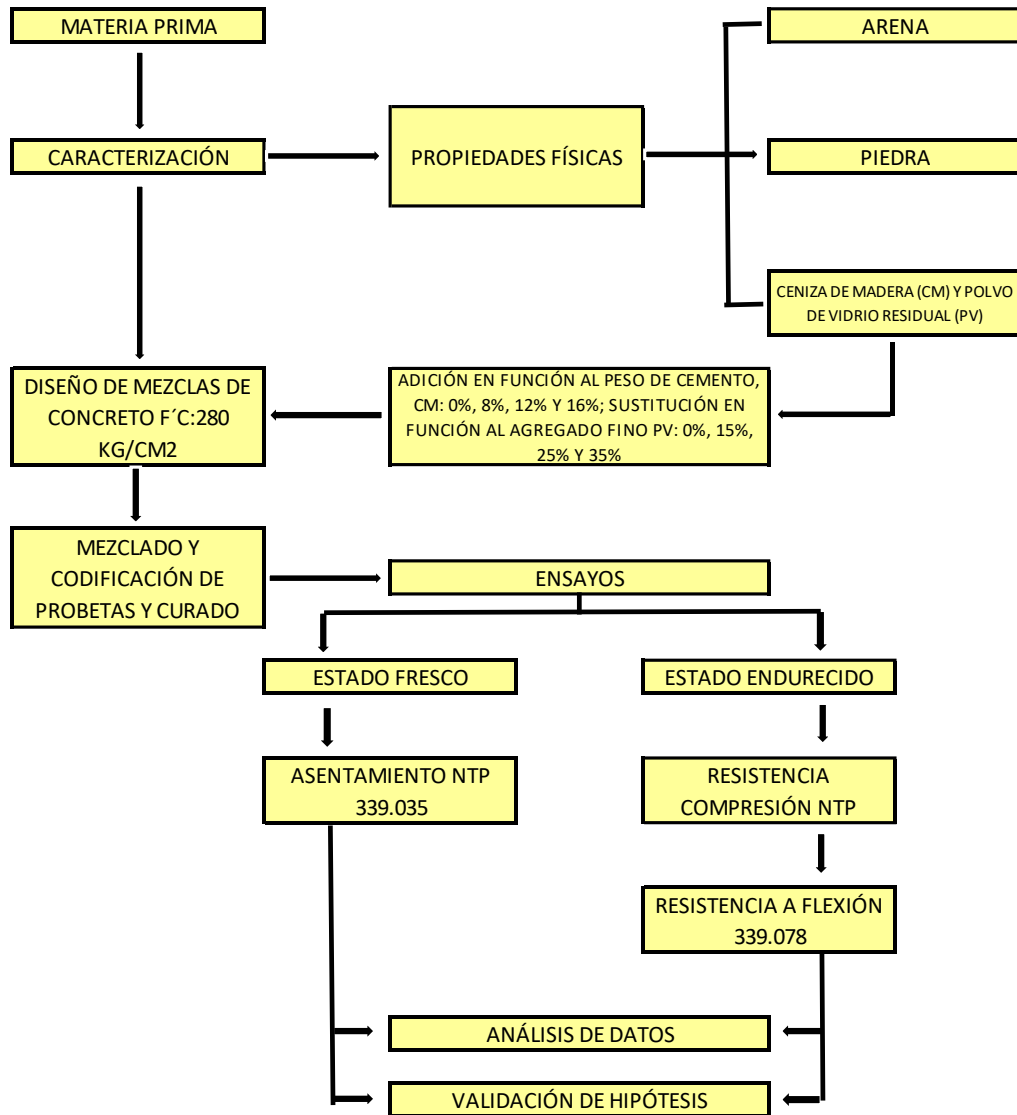 MATERIA PRIMA
ARENA
CARACTERIZACIÓN
PROPIEDADES FÍSICAS
PIEDRA
CENIZA DE MADERA (CM) Y POLVO
DE VIDRIO RESIDUAL (PV)
DISEÑO DE MEZCLAS DE
CONCRETO F´C:280
KG/CM2
ADICIÓN EN FUNCIÓN AL PESO DE CEMENTO,
CM: 0%, 8%, 12% Y 16%; SUSTITUCIÓN EN
FUNCIÓN AL AGREGADO FINO PV: 0%, 15%,
25% Y 35%
MEZCLADO Y
CODIFICACIÓN DE
PROBETAS Y CURADO
ENSAYOS
ESTADO FRESCO
ESTADO ENDURECIDO
ASENTAMIENTO NTP
339.035
RESISTENCIA
COMPRESIÓN NTP
RESISTENCIA A FLEXIÓN
339.078
ANÁLISIS DE DATOS
VALIDACIÓN DE HIPÓTESIS